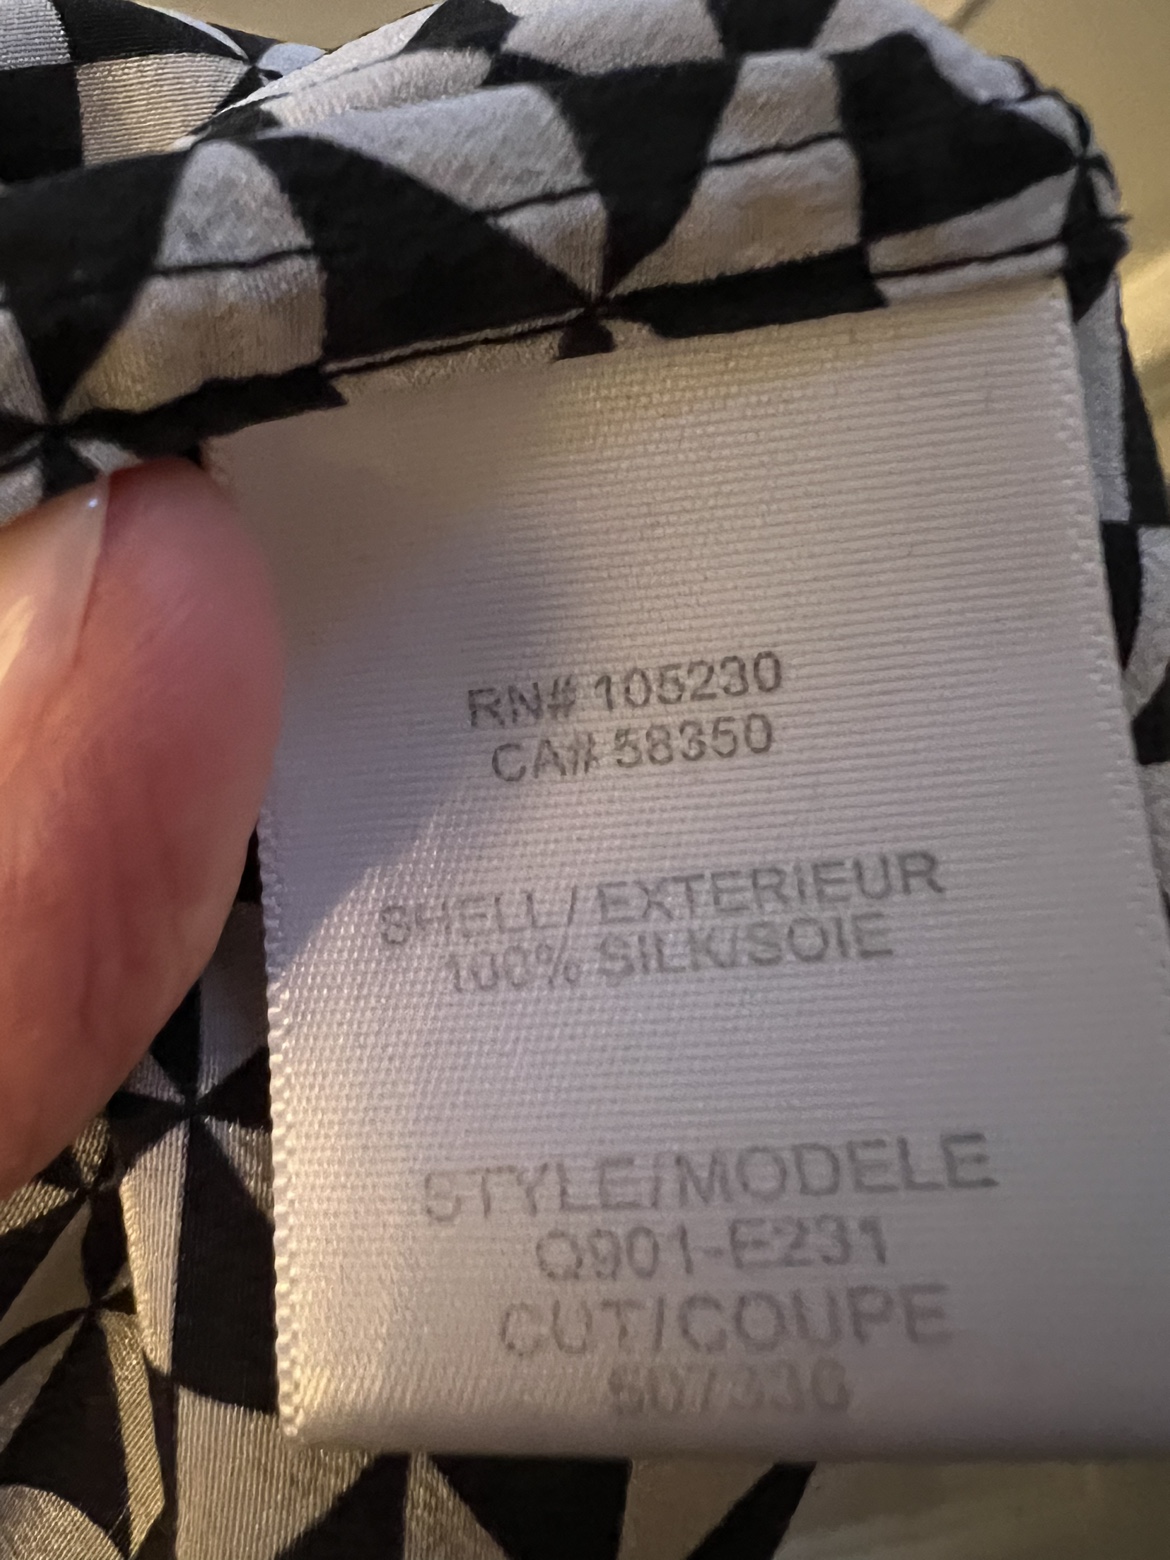 RN# 105230
CA# 58350
SHELL/EXTERIEUR
100% SILK/SOIE
STYLE/MODELE
Q901-E231
CUT/COUPE